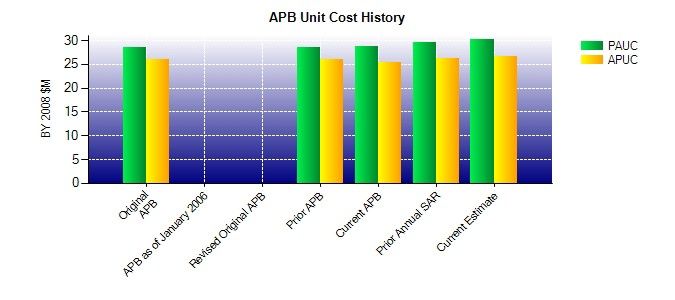 APB Unit Cost History
BY 2008 $M
30
25
20
15
10
5
0
Original
APB
APB as of January 2006
Revised Original APB
Prior APB
Current APB
Prior Annual SAR
Current Estimate
PAUC
APUC